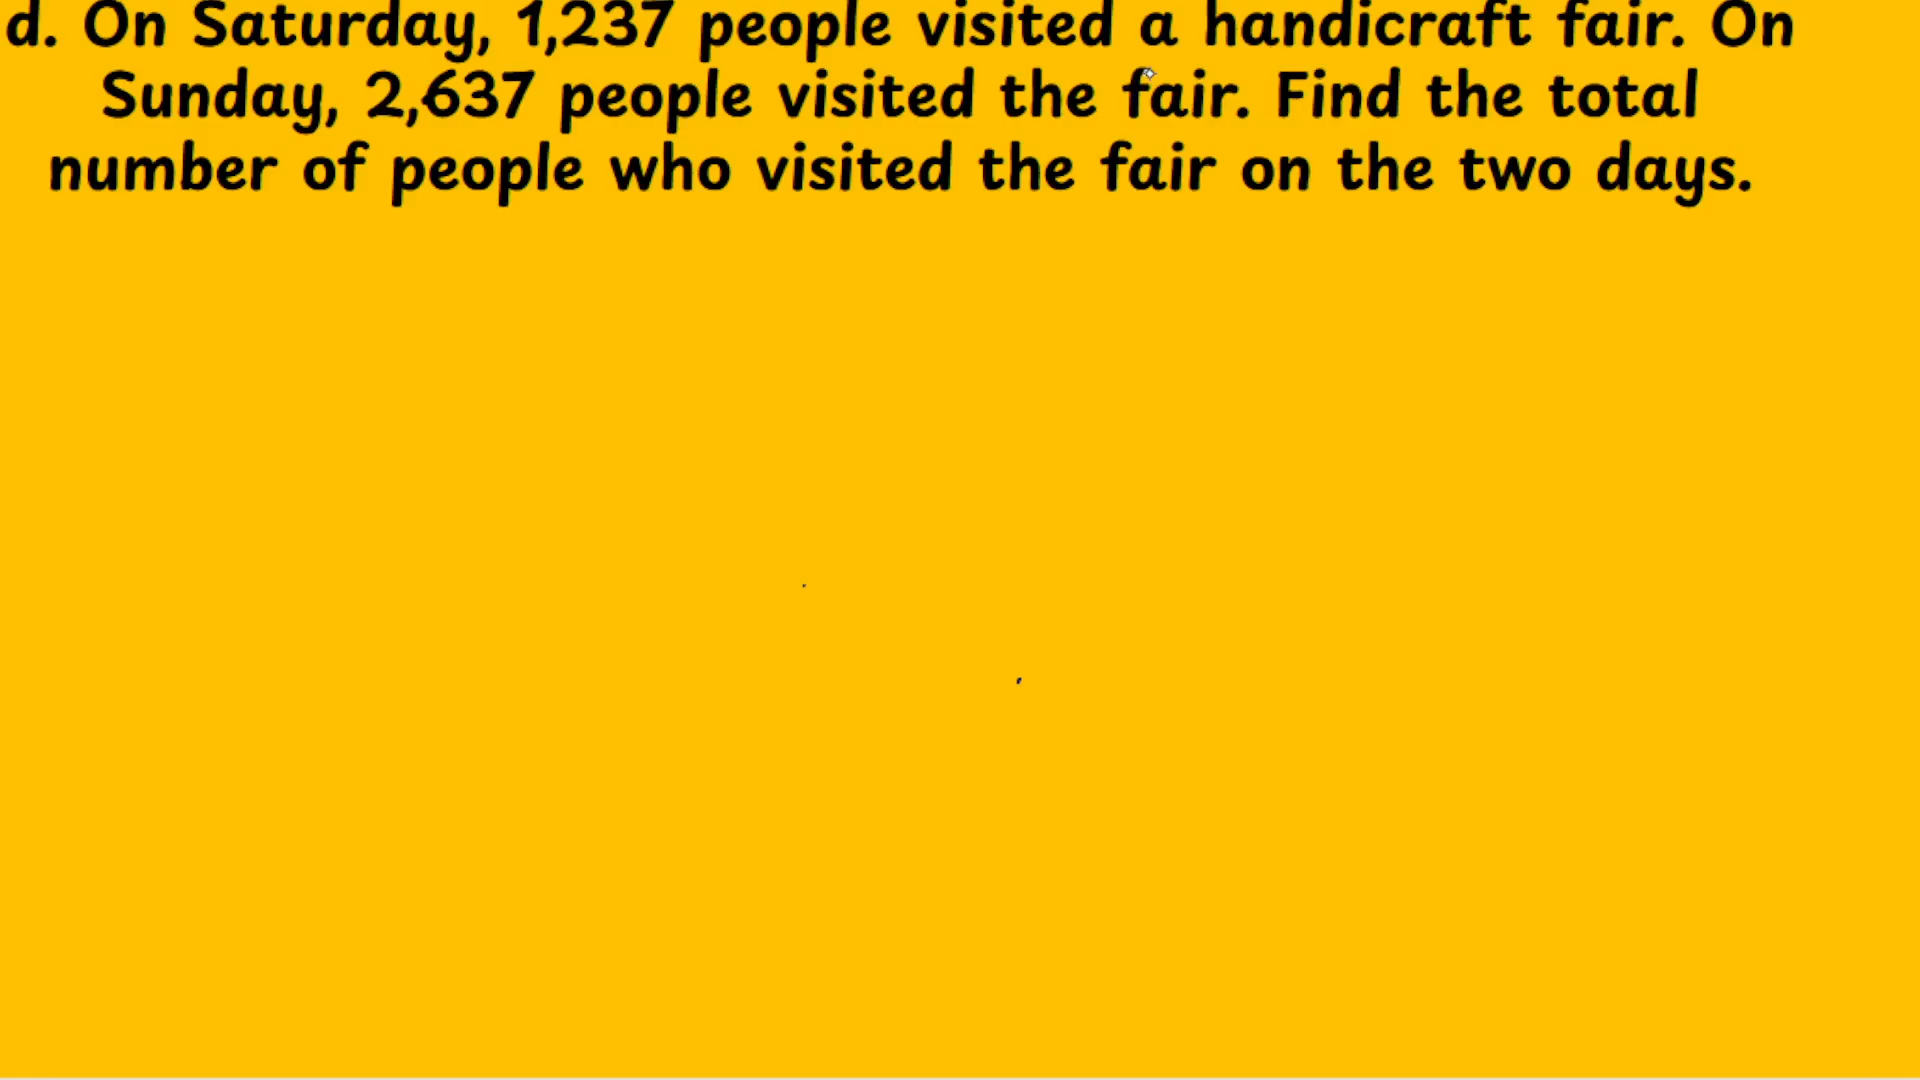 d. On Saturday, 1,237 people visited a handicraft fair. On
Sunday, 2,637 people visited the fair. Find the total
number of people who visited the fair on the two days.